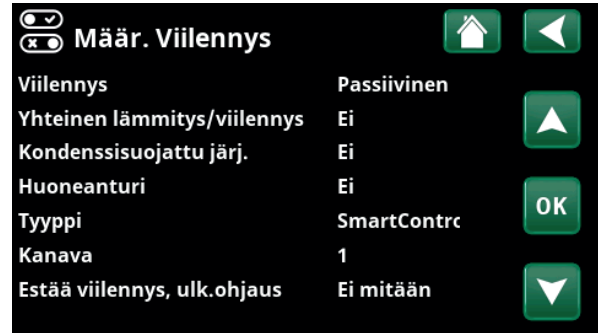 Määr. Viilennys
Viilennys Passiivinen
Yhteinen lämmitys/viilennys Ei
Kondenssisuojattu järj. Ei
Huoneanturi Ei
Tyyppi SmartContrc
Kanava 1
OK
Estää viilennys, ulk.ohjaus Ei mitään